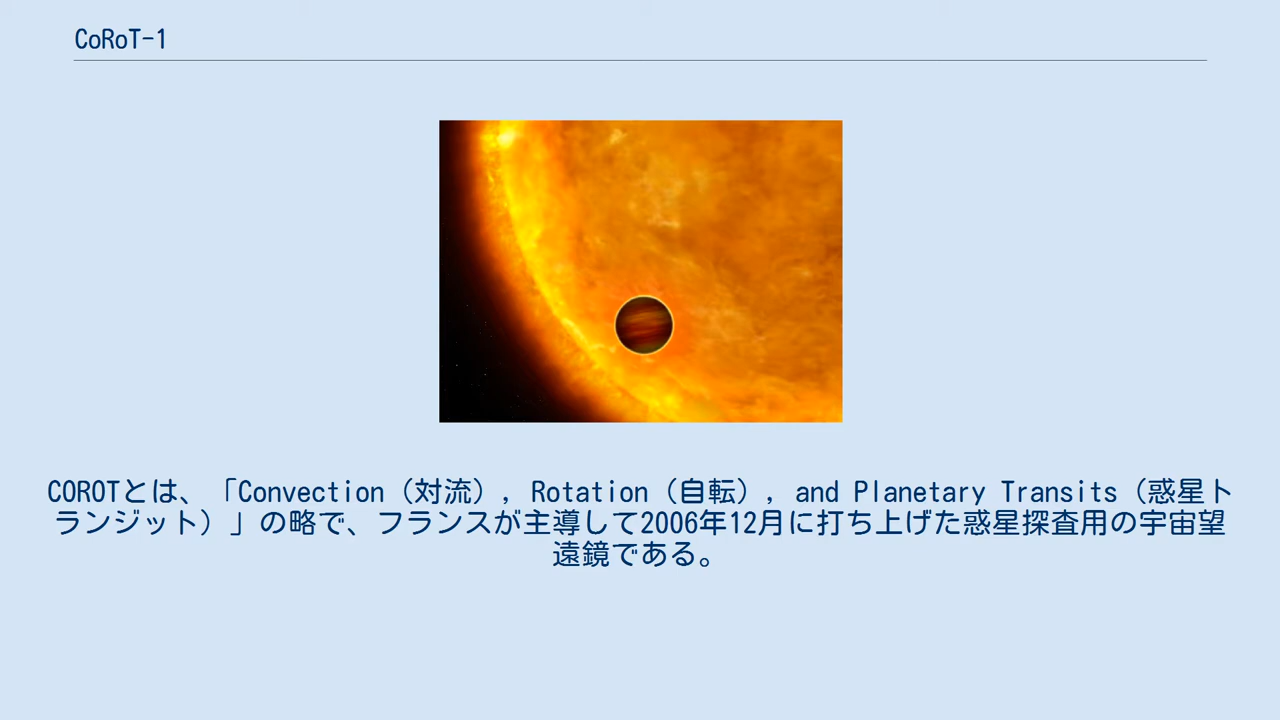 CoRoT-1
COROTとは、「Convection（対流）, Rotation（自転）, and Planetary Transits（惑星ト
ランジット）」の略で、フランスが主導して2006年12月に打ち上げた惑星探査用の宇宙望
遠鏡である。